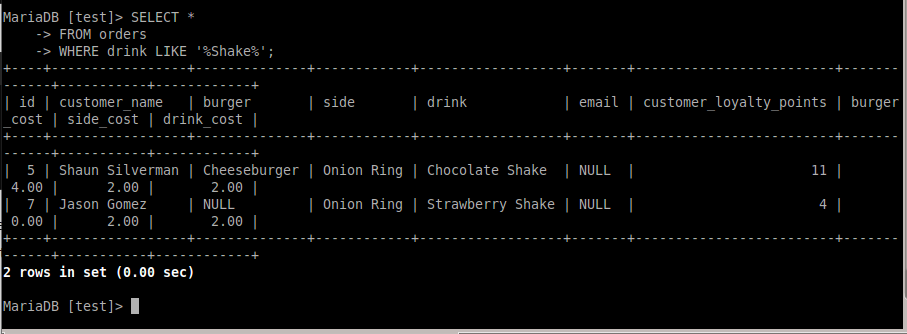 MariaDB [test]> SELECT *
    -> FROM orders
    -> WHERE drink LIKE '%Shake%';
+----+-----------------+--------------+------------+------------------+-------+-------------------------+-------
------+-----------+------------+
| id | customer_name   | burger       | side       | drink            | email | customer_loyalty_points | burger
_cost | side_cost | drink_cost |
+----+-----------------+--------------+------------+------------------+-------+-------------------------+-------
------+-----------+------------+
|  5 | Shaun Silverman | Cheeseburger | Onion Ring | Chocolate Shake  | NULL  |                      11 |
 4.00 |      2.00 |       2.00 |
|  7 | Jason Gomez     | NULL         | Onion Ring | Strawberry Shake | NULL  |                       4 |
 0.00 |      2.00 |       2.00 |
+----+-----------------+--------------+------------+------------------+-------+-------------------------+-------
------+-----------+------------+
2 rows in set (0.00 sec)

MariaDB [test]>